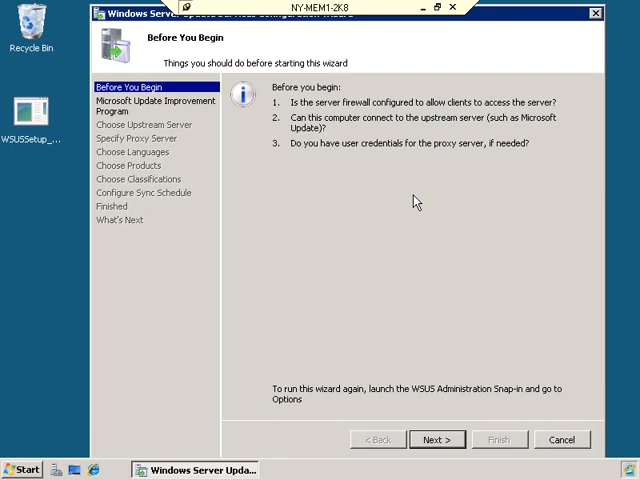 NY-MEM1-2K8
Windows Server Update Services Configuration Wizard
Recycle Bin
WSUSSetup_...
Before You Begin
Things you should do before starting this wizard
Before You Begin
Microsoft Update Improvement
Program
Choose Upstream Server
Specify Proxy Server
Choose Languages
Choose Products
Choose Classifications
Configure Sync Schedule
Finished
What's Next
Before you begin:
1. Is the server firewall configured to allow clients to access the server?
2. Can this computer connect to the upstream server (such as Microsoft
Update)?
3. Do you have user credentials for the proxy server, if needed?
To run this wizard again, launch the WSUS Administration Snap-in and go to
Options
< Back
Next >
Finish
Cancel
Start
Windows Server Upda...